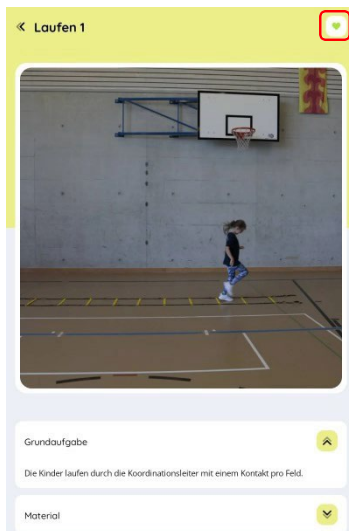 Laufen 1
Grundaufgabe
Die Kinder laufen durch die Koordinationsleiter mit einem Kontakt pro Feld.
Material